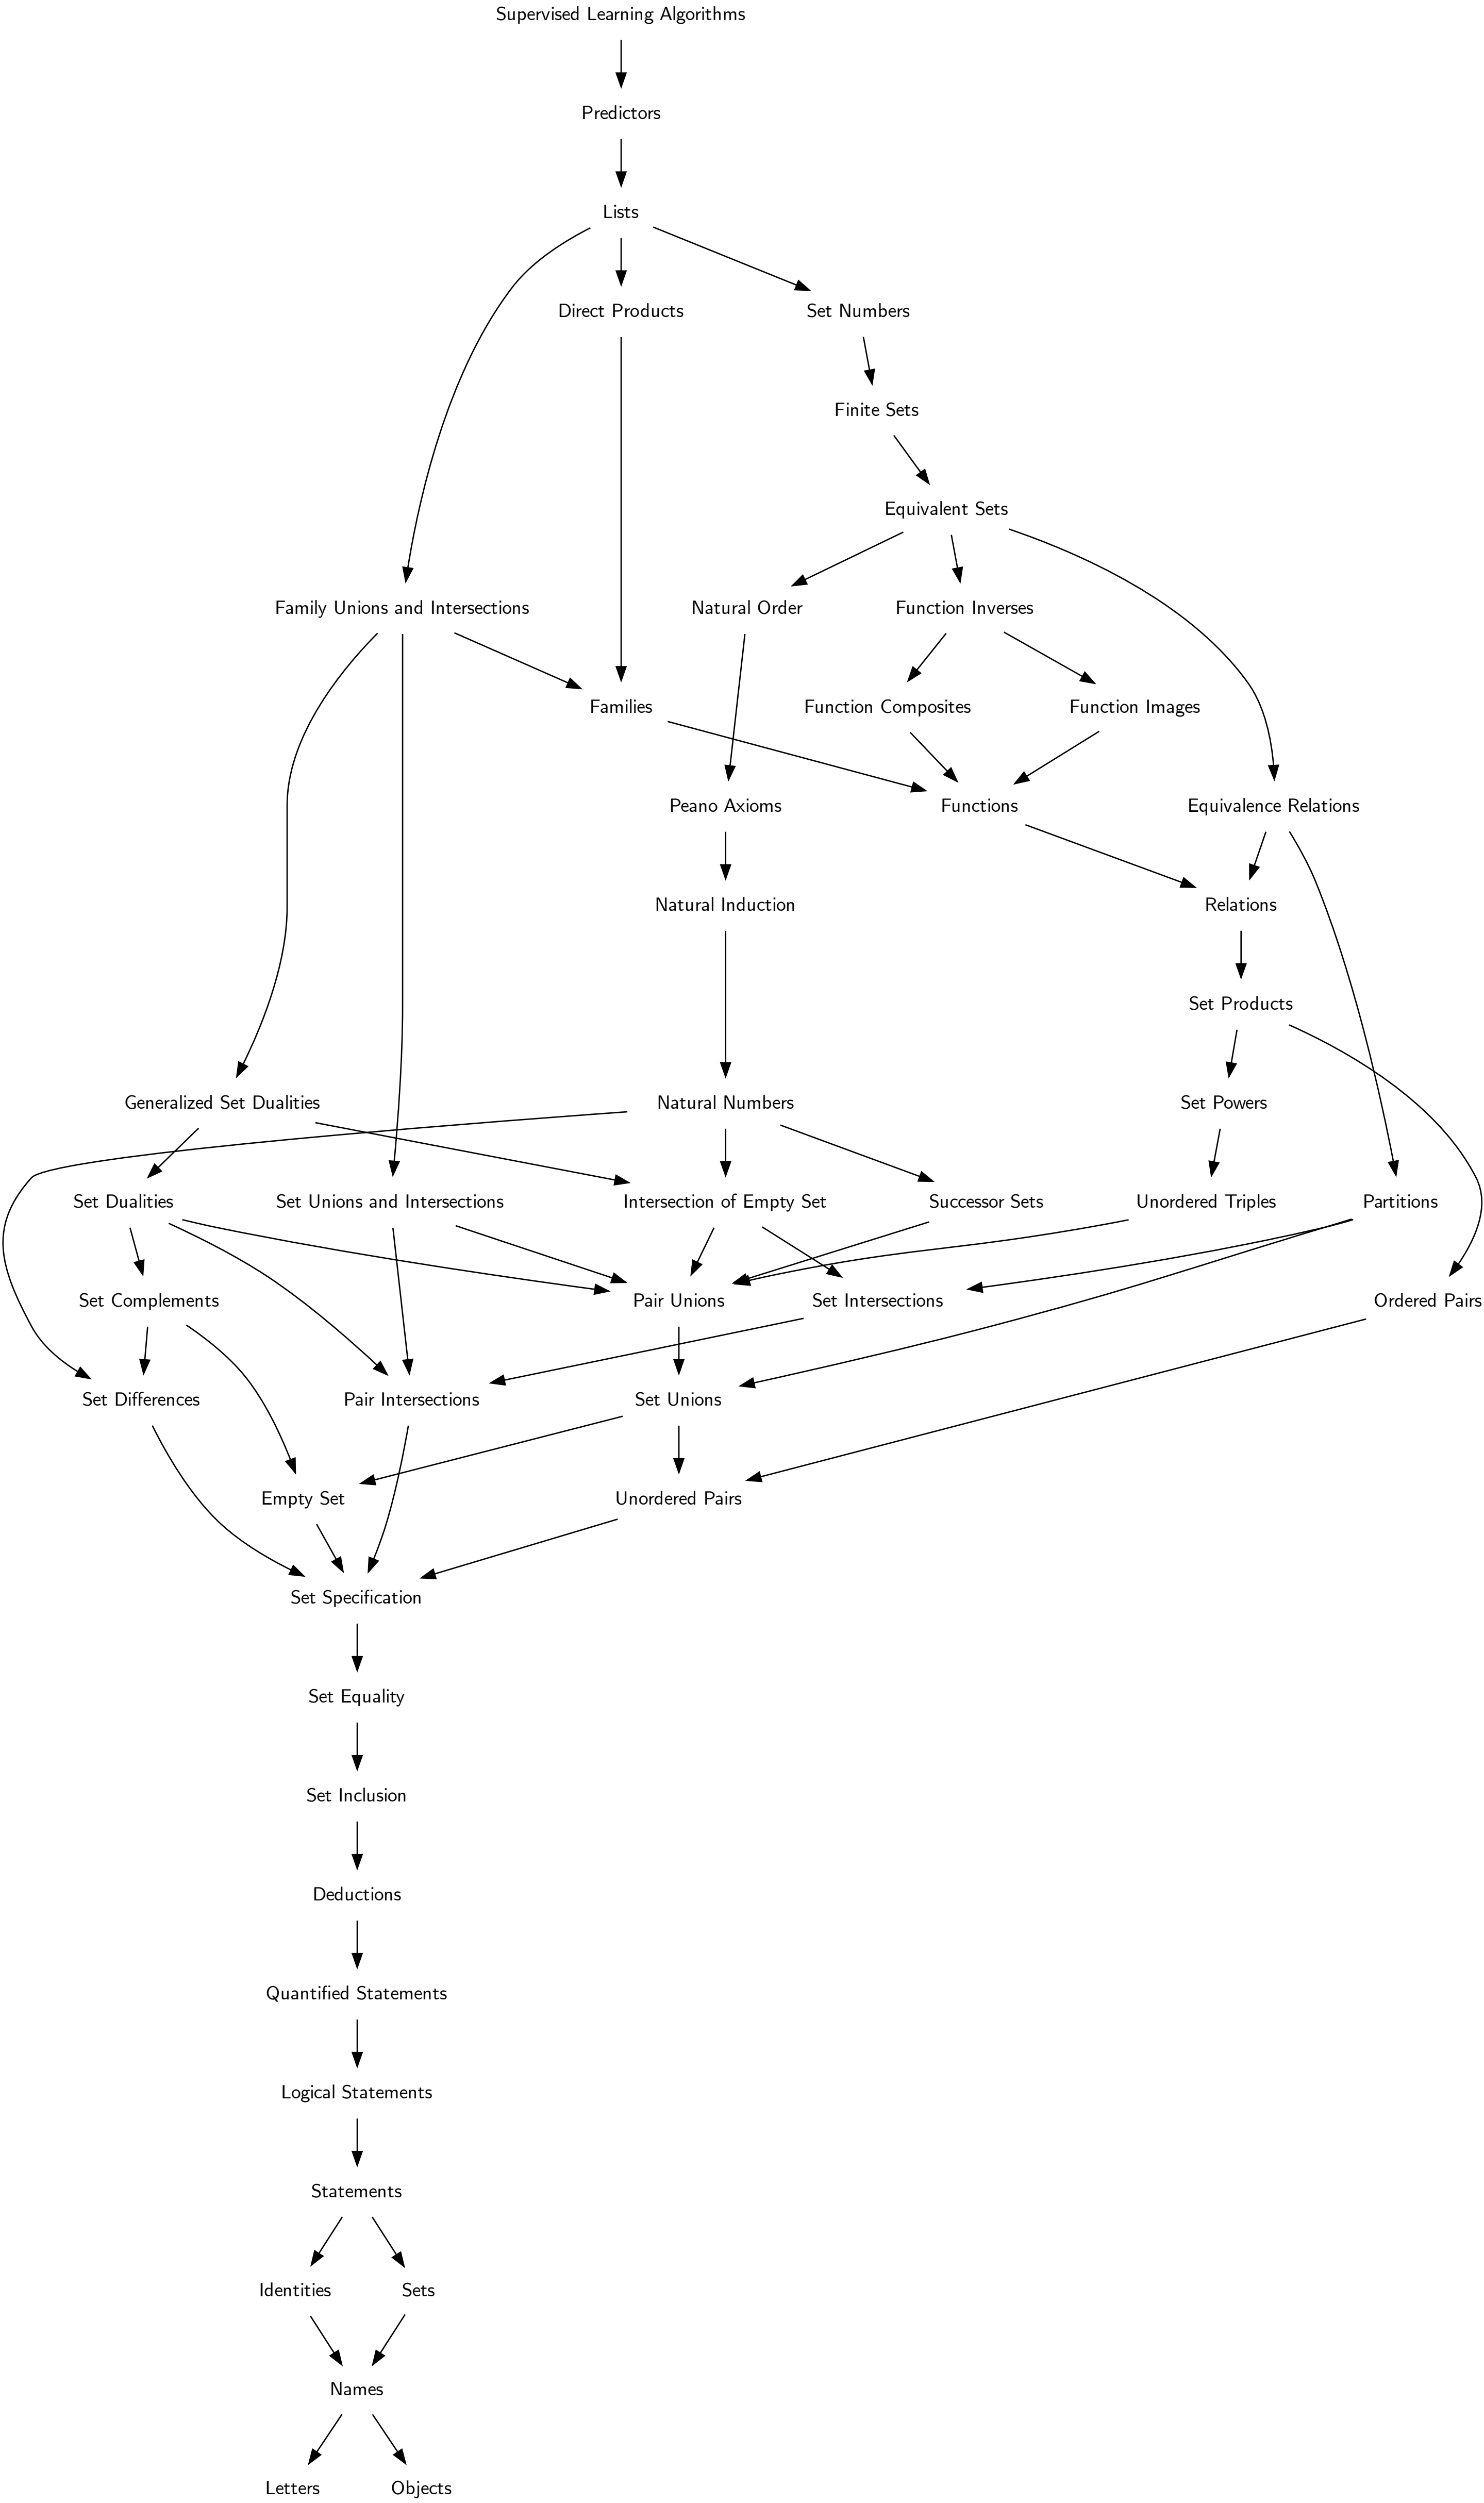 Supervised Learning Algorithms
Predictors
Lists
Direct Products
Set Numbers
Finite Sets
Equivalent Sets
Family Unions and Intersections
Natural Order
Function Inverses
Families
Function Composites
Function Images
Peano Axioms
Functions
Equivalence Relations
Natural Induction
Relations
Set Products
Generalized Set Dualities
Natural Numbers
Set Powers
Set Dualities
Set Unions and Intersections
Intersection of Empty Set
Successor Sets
Unordered Triples
Partitions
Set Complements
Pair Unions
Set Intersections
Ordered Pairs
Set Differences
Pair Intersections
Set Unions
Empty Set
Unordered Pairs
Set Specification
Set Equality
Set Inclusion
Deductions
Quantified Statements
Logical Statements
Statements
Identities
Sets
Names
Letters
Objects